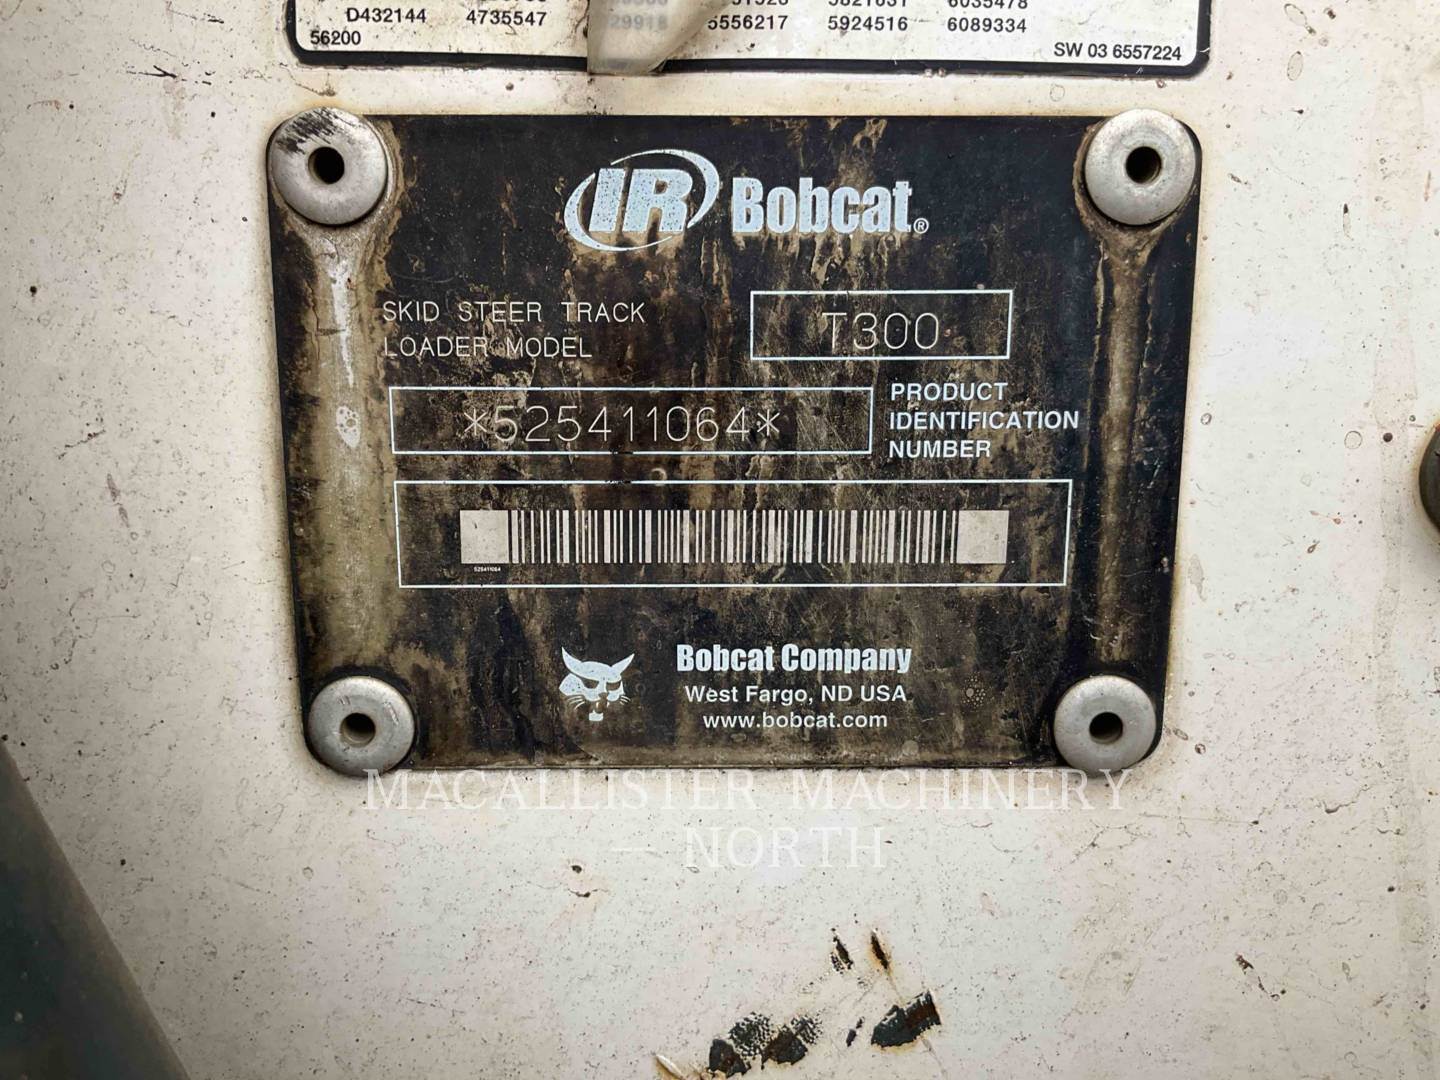 D432144 4735547 5556217 5924516 6089334
56200
SW 03 6557224
IR Bobcat®
SKID STEER TRACK
LOADER MODEL
T300
*525411064*
PRODUCT
IDENTIFICATION
NUMBER
525411064
Bobcat Company
West Fargo, ND USA
www.bobcat.com
MACALLISTER MACHINERY
— NORTH